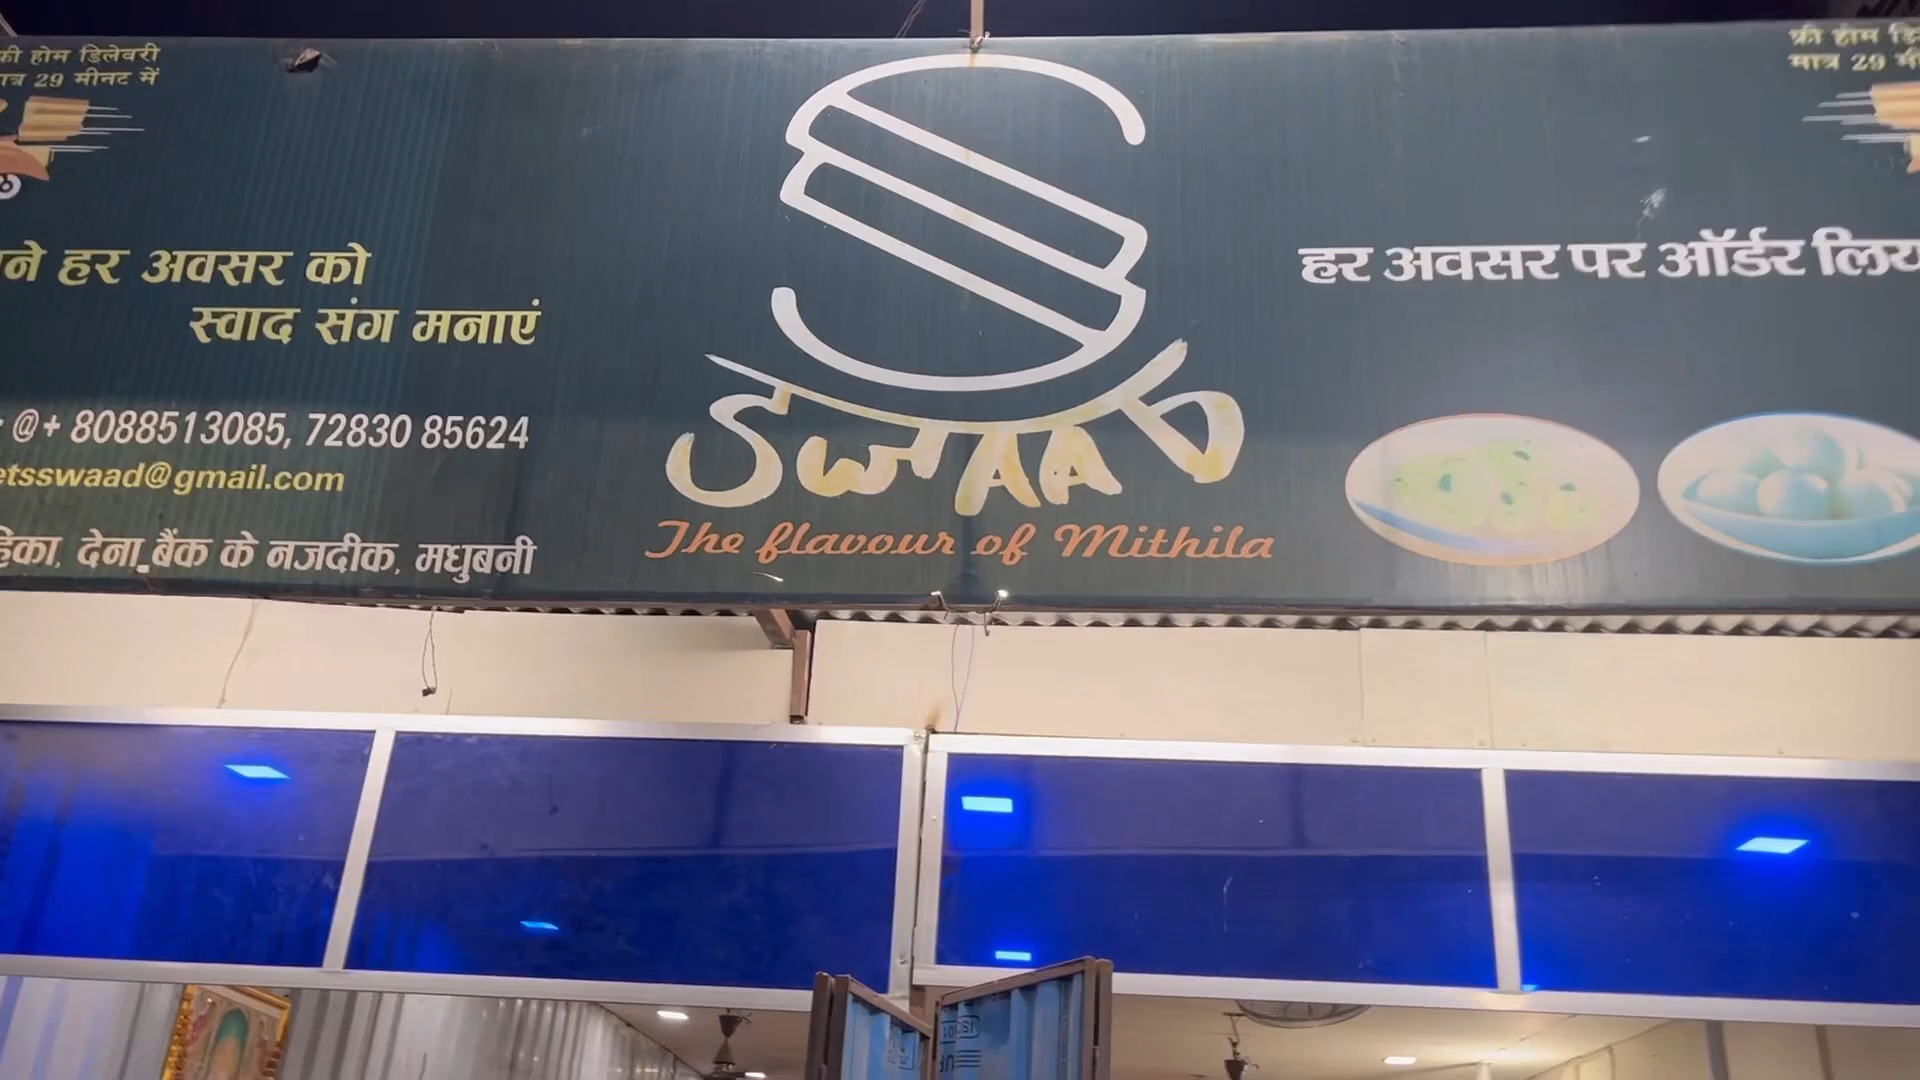 फ्री होम डिलेवरी
मात्र 29 मीनट में
हर अवसर को
स्वाद संग मनाएं
@+ 8088513085, 72830 85624
etsswaad@gmail.com
देना बैंक के नजदीक, मधुबनी
SWAAD
The flavour of Mithila
फ्री होम
मात्र 29
हर अवसर पर ऑर्डर